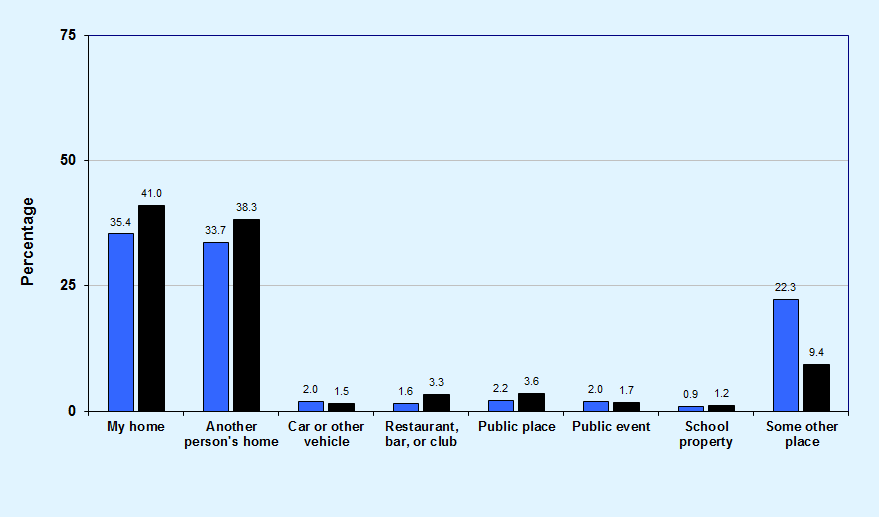 75
50
25
0
Percentage
35.4
41.0
33.7
38.3
2.0
1.5
1.6
3.3
2.2
3.6
2.0
1.7
0.9
1.2
22.3
9.4
My home
Another
person's home
Car or other
vehicle
Restaurant,
bar, or club
Public place
Public event
School
property
Some other
place